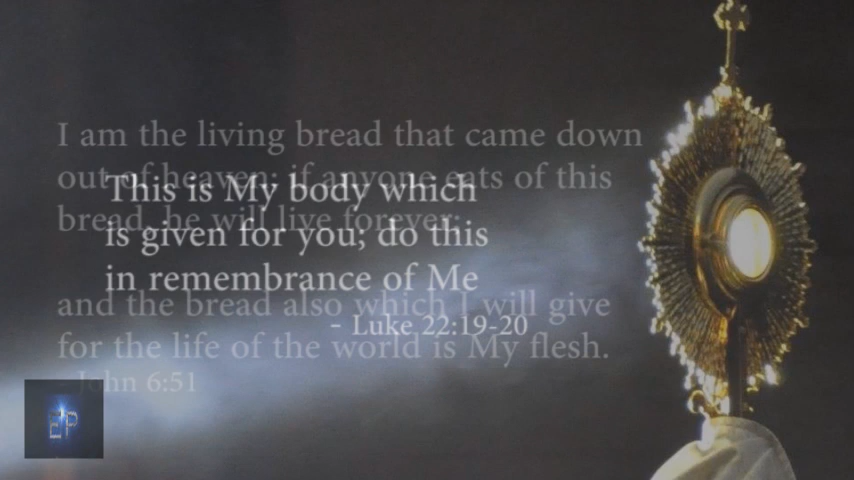 I am the living bread that came down
out of heaven; if anyone eats of this
bread, he will live forever;
and the bread also which I will give
for the life of the world is My flesh.
- John 6:51
This is My body which
is given for you; do this
in remembrance of Me
- Luke 22:19-20
EP